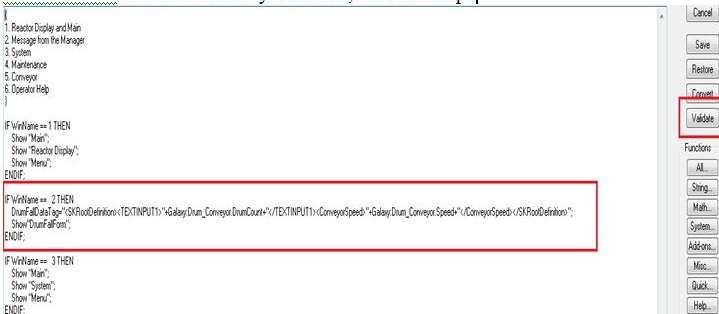 {
1. Reactor Display and Main
2. Message from the Manager
3. System
4. Maintenance
5. Conveyor
6. Operator Help
}
IF WinName == 1 THEN
Show "Main";
Show "Reactor Display";
Show "Menu";
ENDIF;
IF WinName == 2 THEN
DrumFallDataTag="<SKRootDefinition><TEXTINPUT1>"+Galaxy:Drum_Conveyor.DrumCount+"</TEXTINPUT1><ConveyorSpeed>"+Galaxy:Drum_Conveyor.Speed+"</ConveyorSpeed></SKRootDefinition>";
Show"DrumFallForm";
ENDIF;
IF WinName == 3 THEN
Show "Main";
Show "System";
Show "Menu";
ENDIF;
Cancel
Save
Restore
Convert
Validate
Functions
All...
String...
Math...
System...
Add-ons...
Misc...
Quick...
Help...